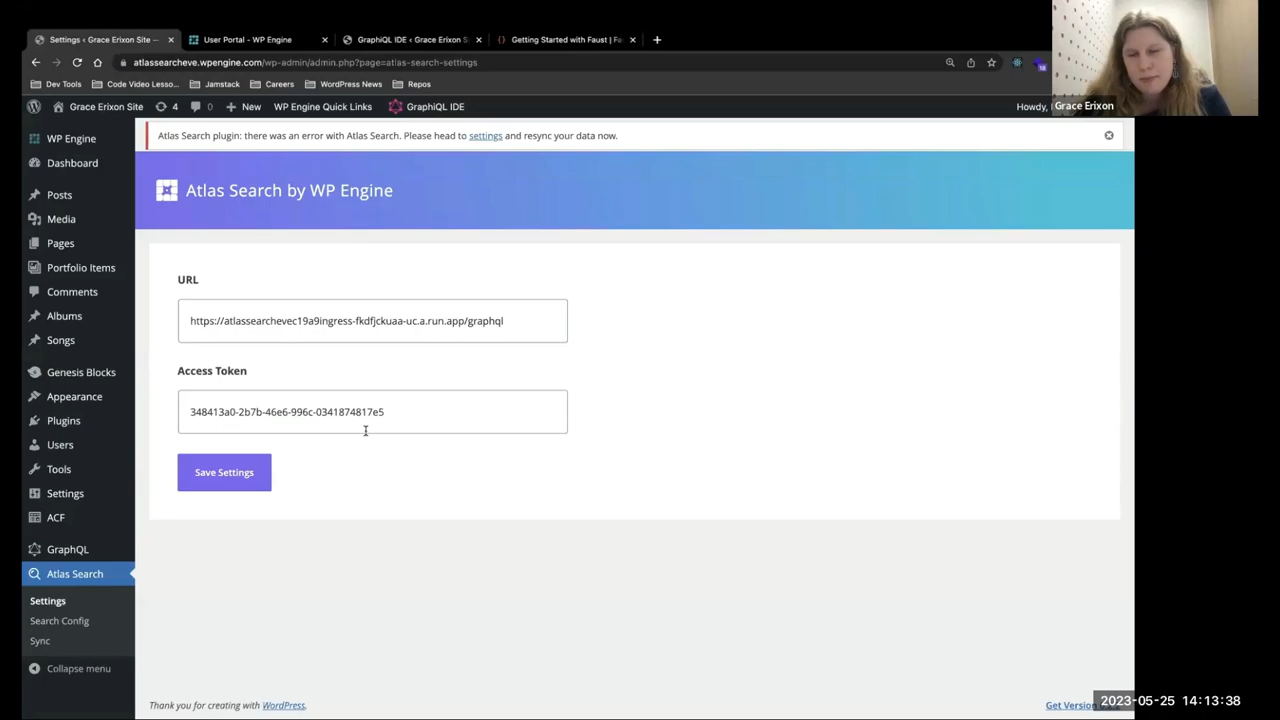 Settings ‹ Grace Erixon Site —
User Portal - WP Engine
GraphiQL IDE ‹ Grace Erixon S
Getting Started with Faust | Fa
atlassearcheve.wpengine.com/wp-admin/admin.php?page=atlas-search-settings
Dev Tools
Code Video Lesso...
Jamstack
Careers
WordPress News
Repos
Grace Erixon
Grace Erixon Site
4
0
New
WP Engine Quick Links
GraphiQL IDE
Howdy,
WP Engine
Dashboard
Posts
Media
Pages
Portfolio Items
Comments
Albums
Songs
Genesis Blocks
Appearance
Plugins
Users
Tools
Settings
ACF
GraphQL
Atlas Search
Settings
Search Config
Sync
Collapse menu
Atlas Search plugin: there was an error with Atlas Search. Please head to settings and resync your data now.
Atlas Search by WP Engine
URL
https://atlassearchevec19a9ingress-fkdfjckuaa-uc.a.run.app/graphql
Access Token
348413a0-2b7b-46e6-996c-0341874817e5
Save Settings
Thank you for creating with WordPress.
Get Version
2023-05-25 14:13:38